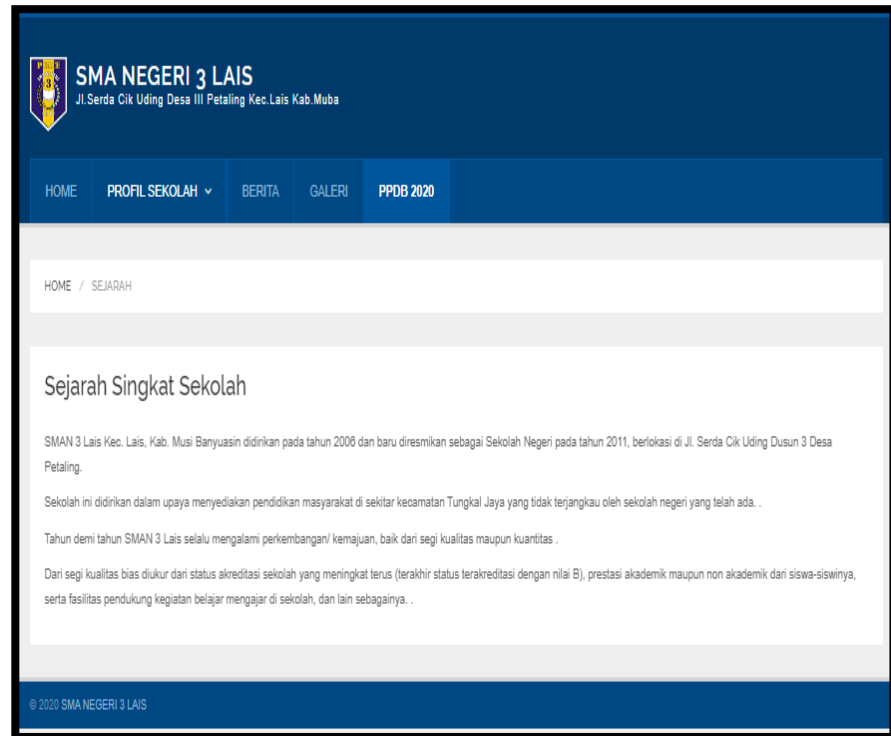 SMA NEGERI 3 LAIS
Jl.Serda Cik Uding Desa III Petaling Kec.Lais Kab.Muba
HOME PROFIL SEKOLAH BERITA GALERI PPDB 2020
HOME / SEJARAH
Sejarah Singkat Sekolah
SMAN 3 Lais Kec. Lais, Kab. Musi Banyuasin didirikan pada tahun 2006 dan baru diresmikan sebagai Sekolah Negeri pada tahun 2011, berlokasi di Jl. Serda Cik Uding Dusun 3 Desa
Petaling.
Sekolah ini didirikan dalam upaya menyediakan pendidikan masyarakat di sekitar kecamatan Tungkal Jaya yang tidak terjangkau oleh sekolah negeri yang telah ada. .
Tahun demi tahun SMAN 3 Lais selalu mengalami perkembangan/ kemajuan, baik dari segi kualitas maupun kuantitas .
Dari segi kualitas bias diukur dari status akreditasi sekolah yang meningkat terus (terakhir status terakreditasi dengan nilai B), prestasi akademik maupun non akademik dari siswa-siswinya,
serta fasilitas pendukung kegiatan belajar mengajar di sekolah, dan lain sebagainya. .
© 2020 SMA NEGERI 3 LAIS